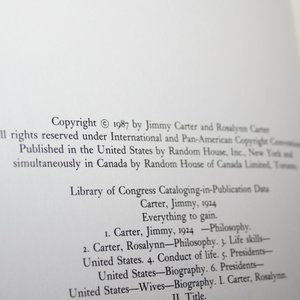 Copyright © 1987 by Jimmy Carter and Rosalynn Carter
All rights reserved under International and Pan-American Copyright Conventions.
Published in the United States by Random House, Inc., New York and
simultaneously in Canada by Random House of Canada Limited, Toronto.
Library of Congress Cataloging-in-Publication Data
Carter, Jimmy, 1924
Everything to gain.
1. Carter, Jimmy, 1924 —Philosophy.
2. Carter, Rosalynn—Philosophy. 3. Life skills—
United States. 4. Conduct of life. 5. Presidents—
United States—Biography. 6. Presidents—
United States—Wives—Biography. I. Carter, Rosalynn.
II. Title.